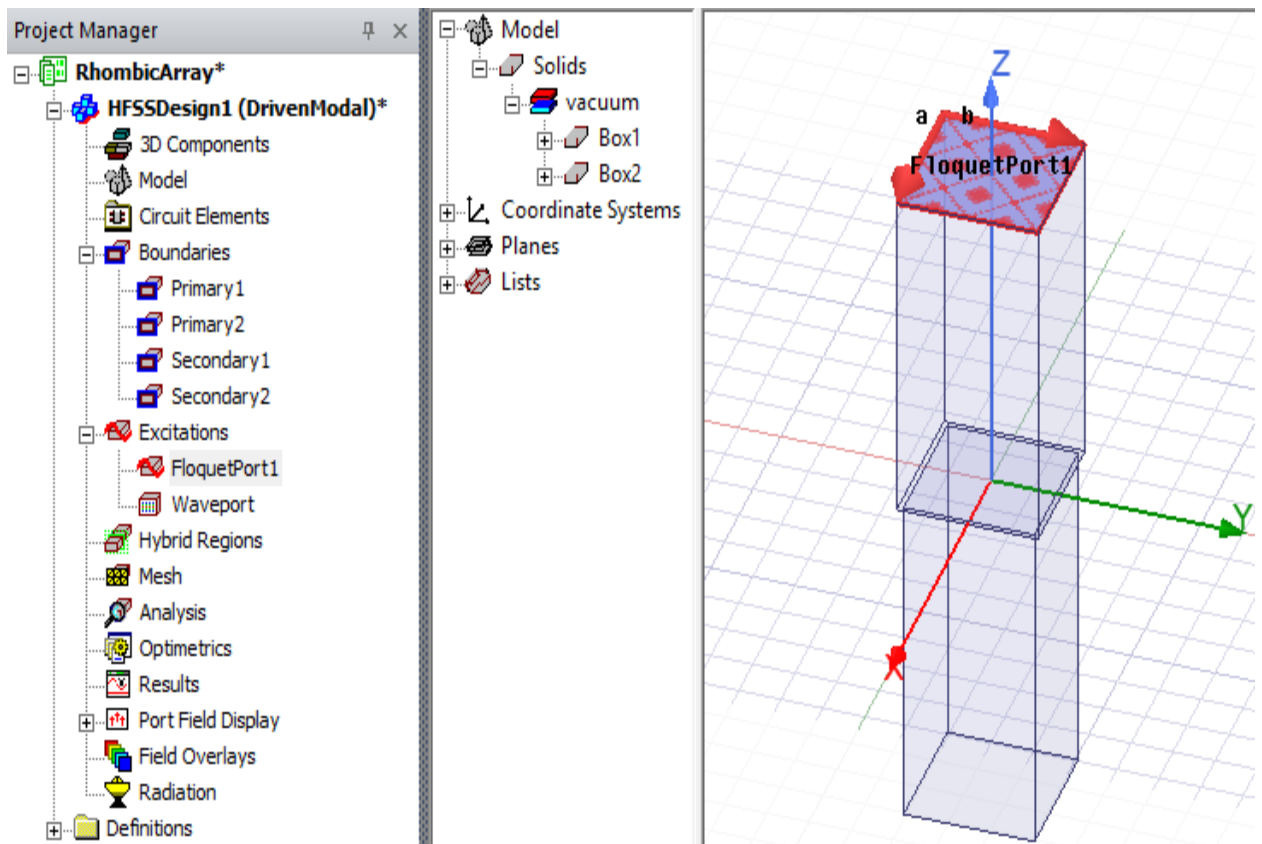 Project Manager
RhombicArray*
HFSSDesign1 (DrivenModal)*
3D Components
Model
Circuit Elements
Boundaries
Primary1
Primary2
Secondary1
Secondary2
Excitations
FloquetPort1
Waveport
Hybrid Regions
Mesh
Analysis
Optimetrics
Results
Port Field Display
Field Overlays
Radiation
Definitions
Model
Solids
vacuum
Box1
Box2
Coordinate Systems
Planes
Lists
Z
a b
FloquetPort1
Y
X